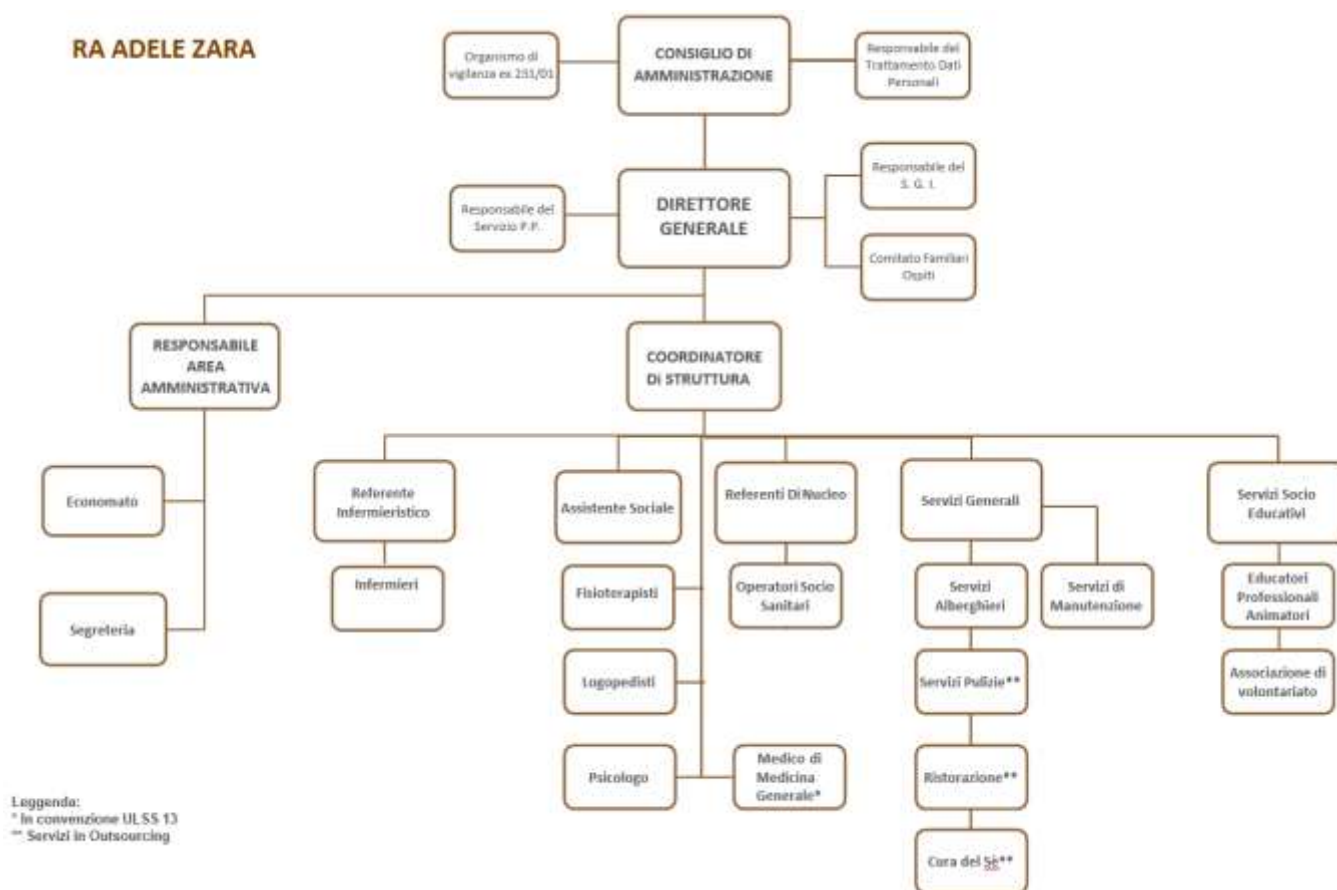 RA ADELE ZARA
Organismo di
vigilanza ex 231/01
CONSIGLIO DI
AMMINISTRAZIONE
Responsabile del
Trattamento Dati
Personali
Responsabile del
Servizio P.P.
DIRETTORE
GENERALE
Responsabile del
S. G. I.
Comitato Familiari
Ospiti
RESPONSABILE
AREA
AMMINISTRATIVA
COORDINATORE
Di STRUTTURA
Economato
Segreteria
Referente
Infermieristico
Infermieri
Assistente Sociale
Fisioterapisti
Logopedisti
Psicologo
Referenti Di Nucleo
Operatori Socio
Sanitari
Medico di
Medicina
Generale*
Servizi Generali
Servizi
Alberghieri
Servizi Pulizie**
Ristorazione**
Cura del Sè**
Servizi di
Manutenzione
Servizi Socio
Educativi
Educatori
Professionali
Animatori
Associazione di
volontariato
Leggenda:
* In convenzione ULSS 13
** Servizi in Outsourcing